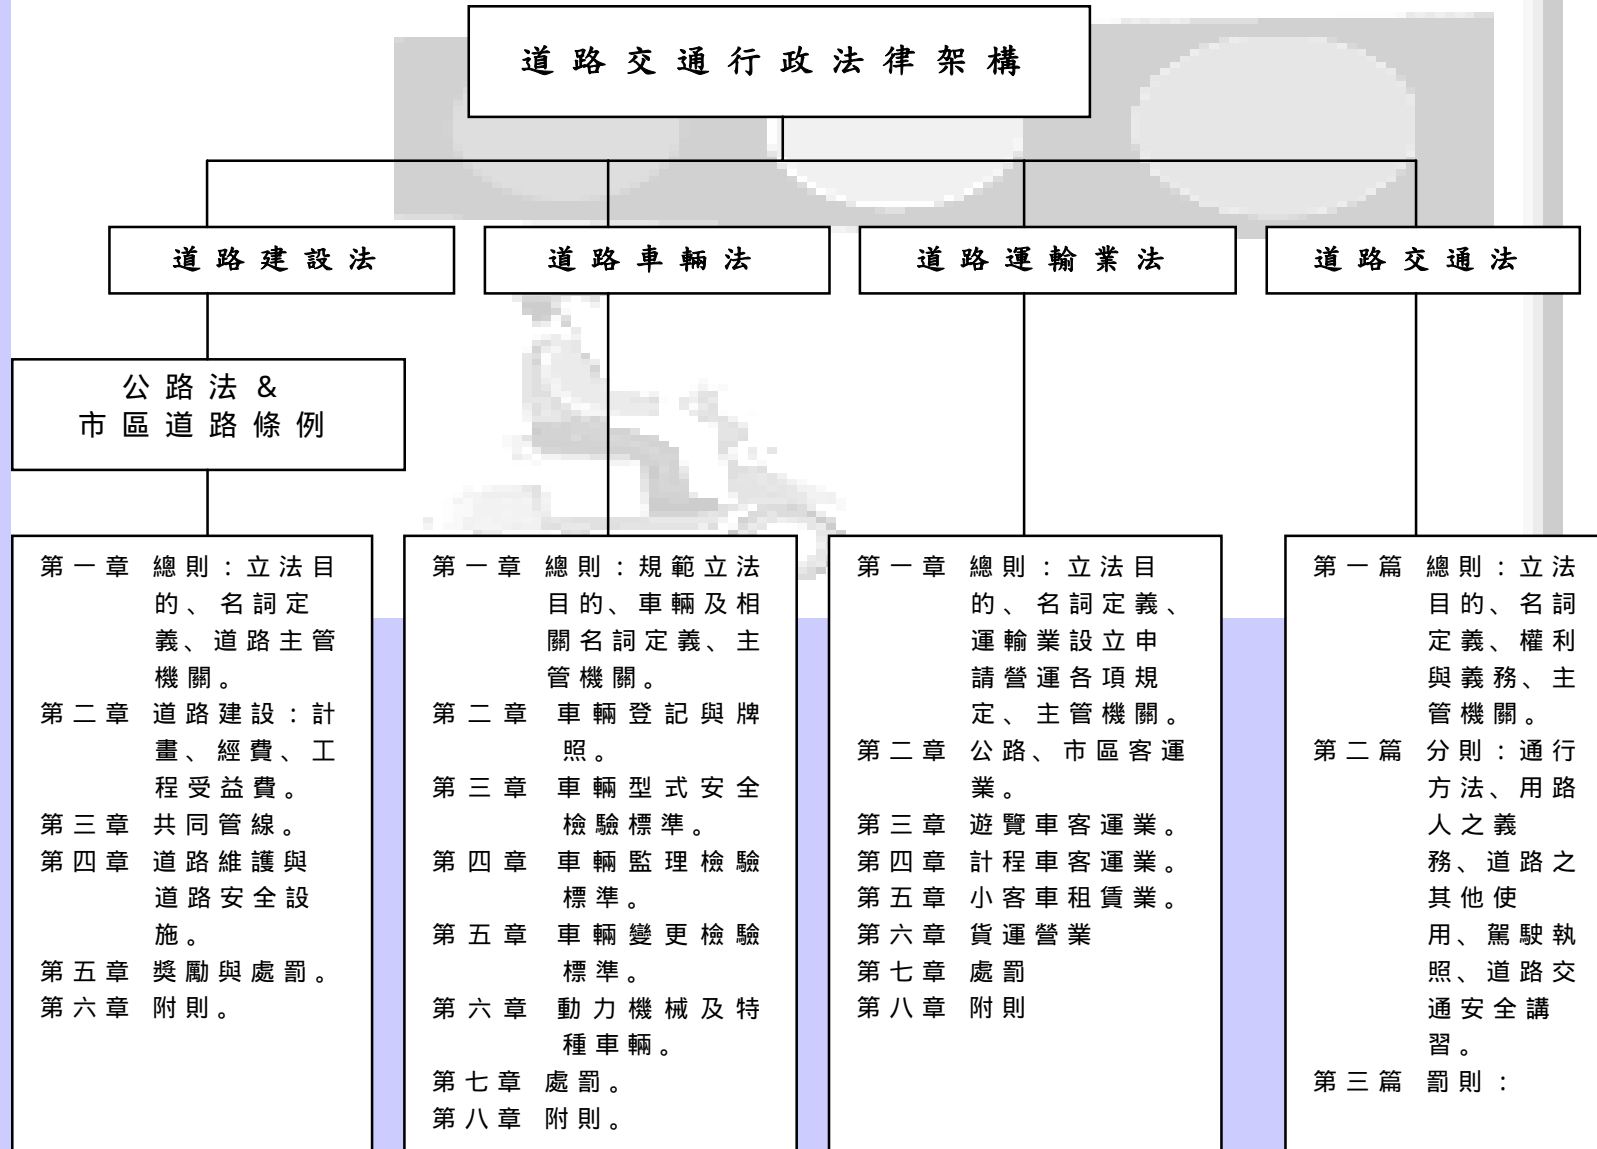 道路交通行政法律架構
道路建設法
道路車輛法
道路運輸業法
道路交通法
公路法&
市區道路條例
第一章 總則:立法目
的、名詞定
義、道路主管
機關。
第二章 道路建設:計
畫、經費、工
程受益費。
第三章 共同管線。
第四章 道路維護與
道路安全設
施。
第五章 獎勵與處罰。
第六章 附則。
第一章 總則:規範立法
目的、車輛及相
關名詞定義、主
管機關。
第二章 車輛登記與牌
照。
第三章 車輛型式安全
檢驗標準。
第四章 車輛監理檢驗
標準。
第五章 車輛變更檢驗
標準。
第六章 動力機械及特
種車輛。
第七章 處罰。
第八章 附則。
第一章 總則:立法目
的、名詞定義、
運輸業設立申
請營運各項規
定、主管機關。
第二章 公路、市區客運
業。
第三章 遊覽車客運業。
第四章 計程車客運業。
第五章 小客車租賃業。
第六章 貨運營業
第七章 處罰
第八章 附則
第一篇 總則:立法
目的、名詞
定義、權利
與義務、主
管機關。
第二篇 分則:通行
方法、用路
人之義
務、道路之
其他使
用、駕駛執
照、道路交
通安全講
習。
第三篇 罰則: